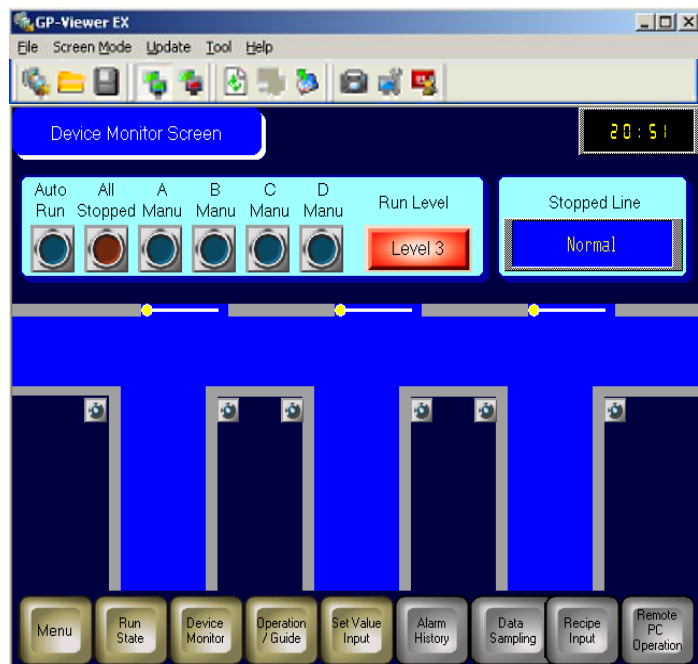 GP-Viewer EX
File Screen Mode Update Tool Help
Device Monitor Screen
20:51
Auto Run
All Stopped
A Manu
B Manu
C Manu
D Manu
Run Level
Level 3
Stopped Line
Normal
Menu
Run
State
Device
Monitor
Operation
/ Guide
Set Value
Input
Alarm
History
Data
Sampling
Recipe
Input
Remote
PC
Operation